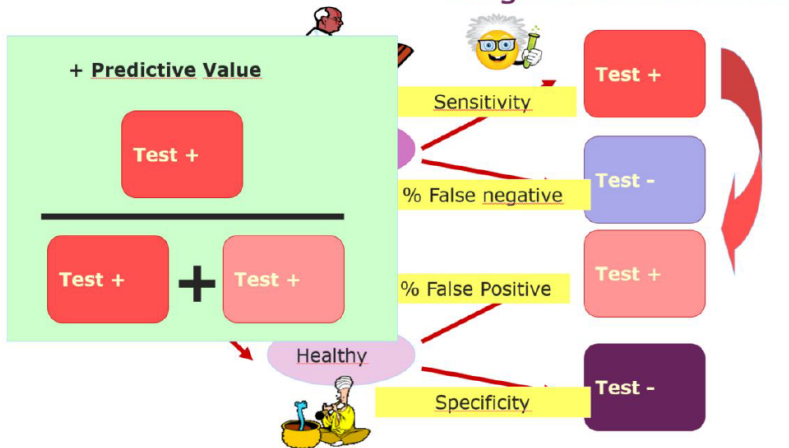 + Predictive Value
Test +
Test +
+
Test +
Sensitivity
% False negative
% False Positive
Healthy
Specificity
Test +
Test -
Test +
Test -